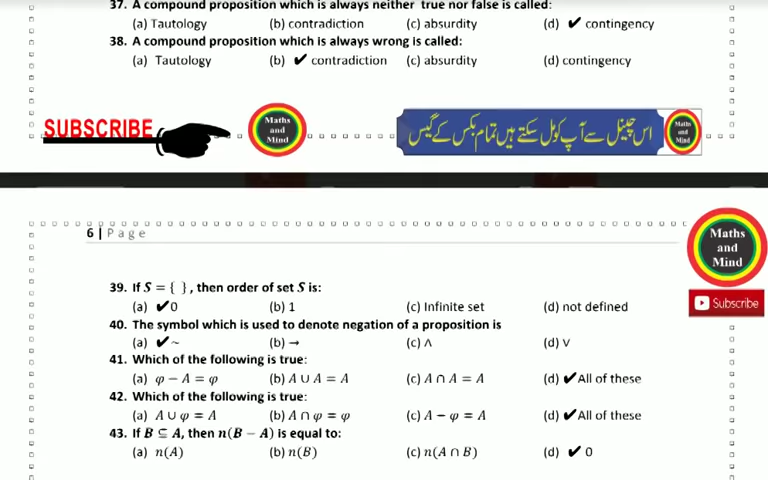 37. A compound proposition which is always neither true nor false is called:
(a) Tautology (b) contradiction (c) absurdity (d) ✔ contingency
38. A compound proposition which is always wrong is called:
(a) Tautology (b) ✔ contradiction (c) absurdity (d) contingency
SUBSCRIBE
Maths and Mind
اس چینل سے آپ کو مل سکتے ہیں تمام بکس کے گیس
Maths and Mind
6 | Page
Maths and Mind
Subscribe
39. If S = { }, then order of set S is:
(a) ✔0 (b) 1 (c) Infinite set (d) not defined
40. The symbol which is used to denote negation of a proposition is
(a) ✔~ (b) → (c) ∧ (d) ∨
41. Which of the following is true:
(a) φ − A = φ (b) A ∪ A = A (c) A ∩ A = A (d) ✔All of these
42. Which of the following is true:
(a) A ∪ φ = A (b) A ∩ φ = φ (c) A − φ = A (d) ✔All of these
43. If B ⊆ A, then n(B − A) is equal to:
(a) n(A) (b) n(B) (c) n(A ∩ B) (d) ✔ 0